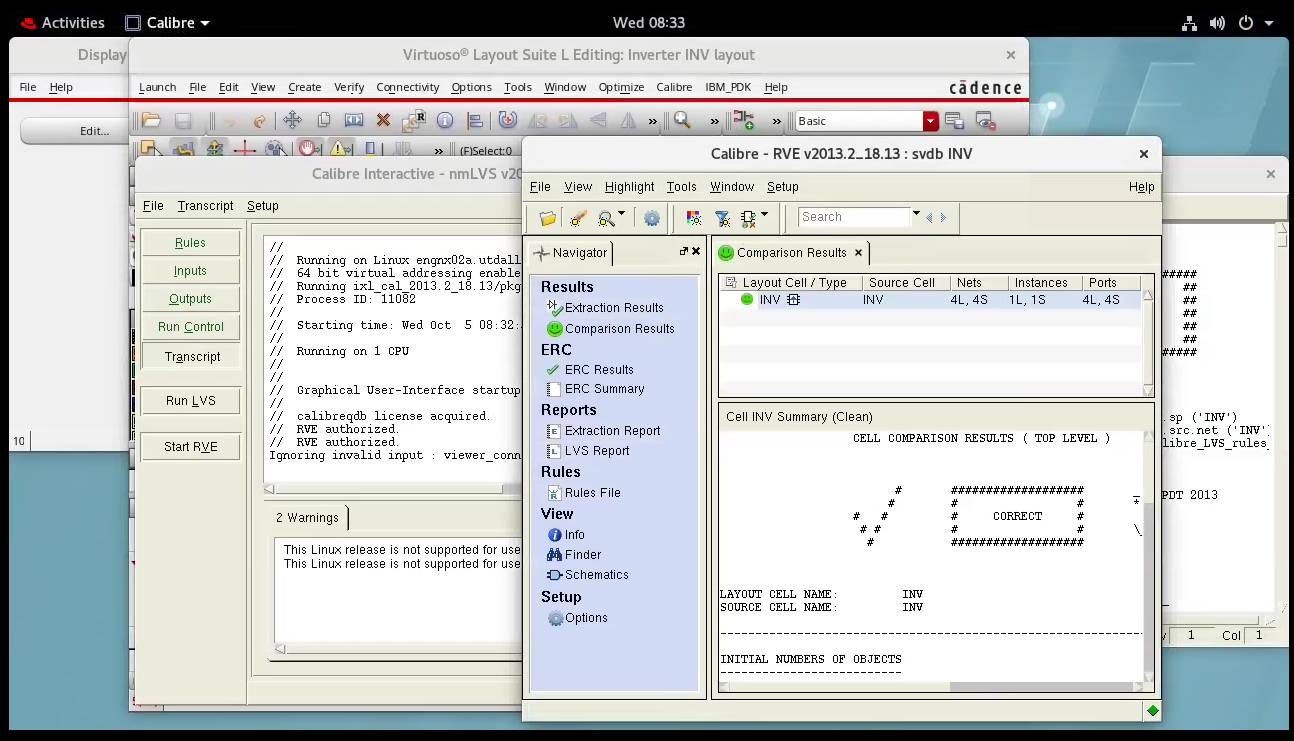 Activities
Calibre
Wed 08:33
Display
File Help
Edit...
10
Virtuoso® Layout Suite L Editing: Inverter INV layout
Launch File Edit View Create Verify Connectivity Options Tools Window Optimize Calibre IBM_PDK Help
cādence
Basic
(F)Select:0
Calibre Interactive - nmLVS v20
File Transcript Setup
Rules
Inputs
Outputs
Run Control
Transcript
Run LVS
Start RVE
//
// Running on Linux engnx02a.utdall
// 64 bit virtual addressing enable
// Running ixl_cal_2013.2_18.13/pkg
// Process ID: 11082
//
// Starting time: Wed Oct 5 08:32:
//
// Running on 1 CPU
//
//
// Graphical User-Interface startup
//
// calibreqdb license acquired.
// RVE authorized.
// RVE authorized.
Ignoring invalid input : viewer_conn
2 Warnings
This Linux release is not supported for use
This Linux release is not supported for use
Calibre - RVE v2013.2_18.13 : svdb INV
File View Highlight Tools Window Setup Help
Search
Navigator
Results
Extraction Results
Comparison Results
ERC
ERC Results
ERC Summary
Reports
Extraction Report
LVS Report
Rules
Rules File
View
Info
Finder
Schematics
Setup
Options
Comparison Results
Layout Cell / Type Source Cell Nets Instances Ports
INV INV 4L, 4S 1L, 1S 4L, 4S
Cell INV Summary (Clean)
CELL COMPARISON RESULTS ( TOP LEVEL )
# ###################
# # #
# # # CORRECT #
# # # #
# ###################
LAYOUT CELL NAME: INV
SOURCE CELL NAME: INV
INITIAL NUMBERS OF OBJECTS
#####
##
##
##
##
##
#####
.sp ('INV')
.src.net ('INV')
libre_LVS_rules_
PDT 2013
1 Col 1